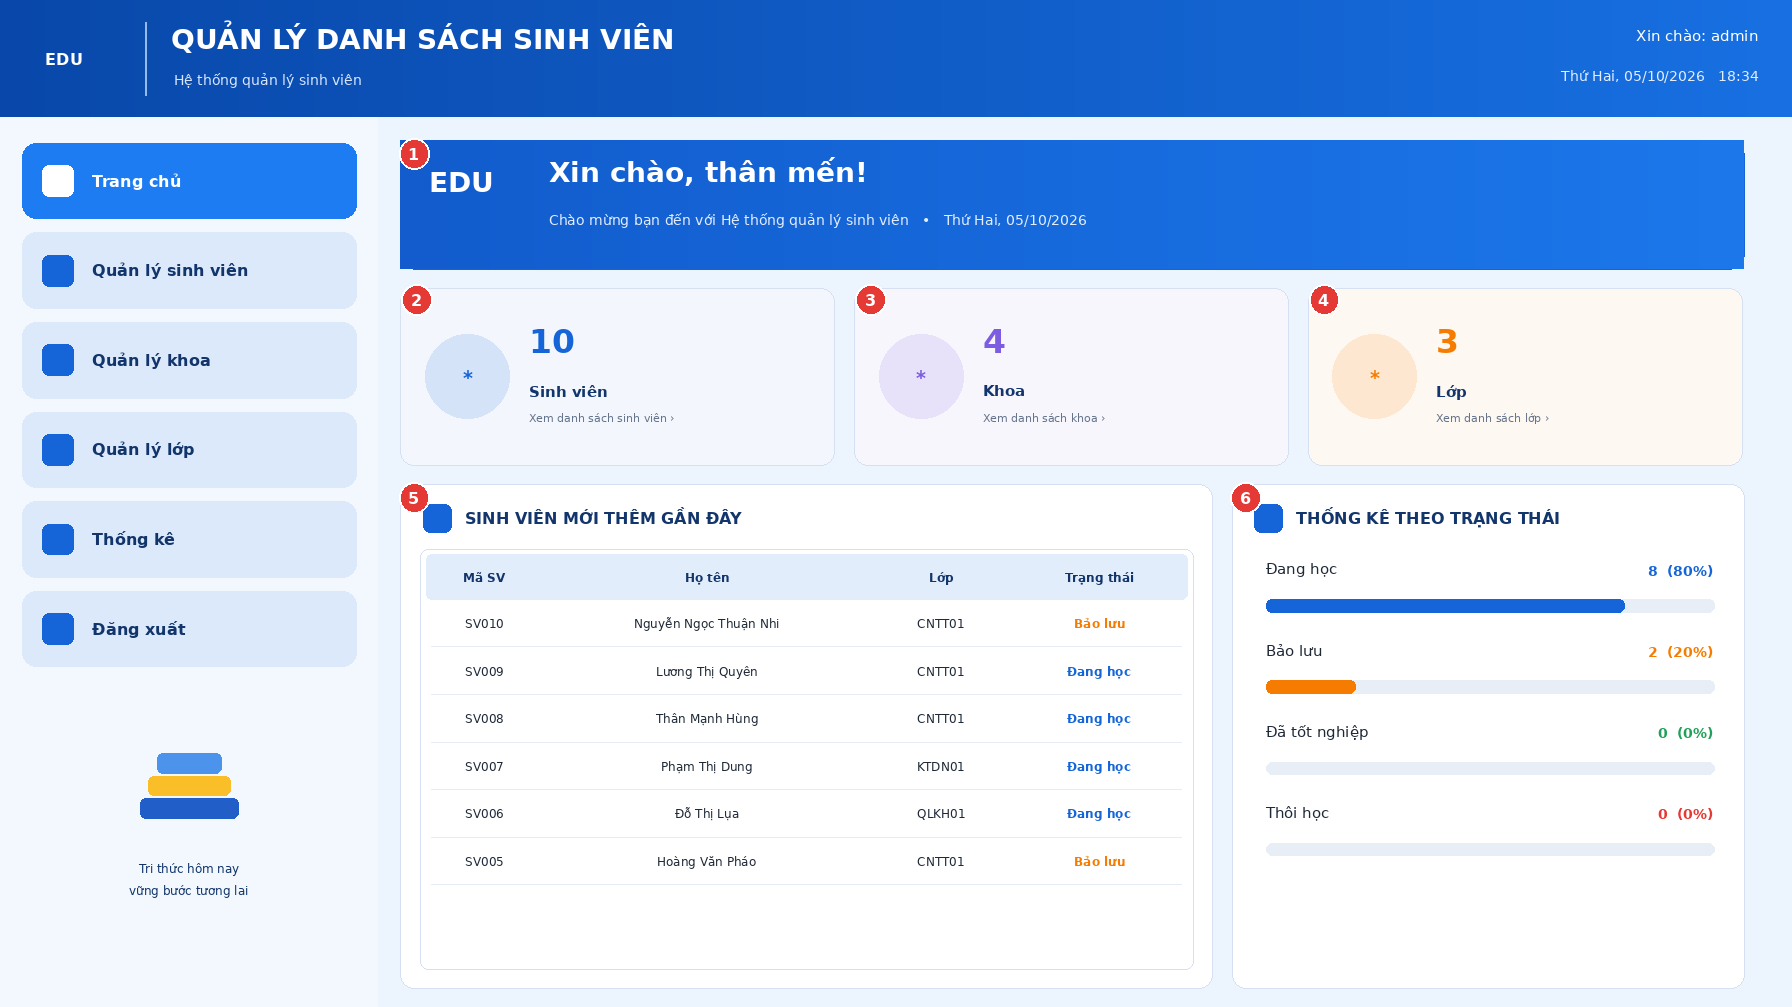 EDU
QUẢN LÝ DANH SÁCH SINH VIÊN
Hệ thống quản lý sinh viên
Xin chào: admin
Thứ Hai, 05/10/2026 18:34
Trang chủ
Quản lý sinh viên
Quản lý khoa
Quản lý lớp
Thống kê
Đăng xuất
Tri thức hôm nay
vững bước tương lai
1
EDU
Xin chào, thân mến!
Chào mừng bạn đến với Hệ thống quản lý sinh viên • Thứ Hai, 05/10/2026
2
*
10
Sinh viên
Xem danh sách sinh viên ›
3
*
4
Khoa
Xem danh sách khoa ›
4
*
3
Lớp
Xem danh sách lớp ›
5
SINH VIÊN MỚI THÊM GẦN ĐÂY
Mã SV Họ tên Lớp Trạng thái
SV010 Nguyễn Ngọc Thuận Nhi CNTT01 Bảo lưu
SV009 Lương Thị Quyên CNTT01 Đang học
SV008 Thân Mạnh Hùng CNTT01 Đang học
SV007 Phạm Thị Dung KTDN01 Đang học
SV006 Đỗ Thị Lụa QLKH01 Đang học
SV005 Hoàng Văn Pháo CNTT01 Bảo lưu
6
THỐNG KÊ THEO TRẠNG THÁI
Đang học 8 (80%)
Bảo lưu 2 (20%)
Đã tốt nghiệp 0 (0%)
Thôi học 0 (0%)